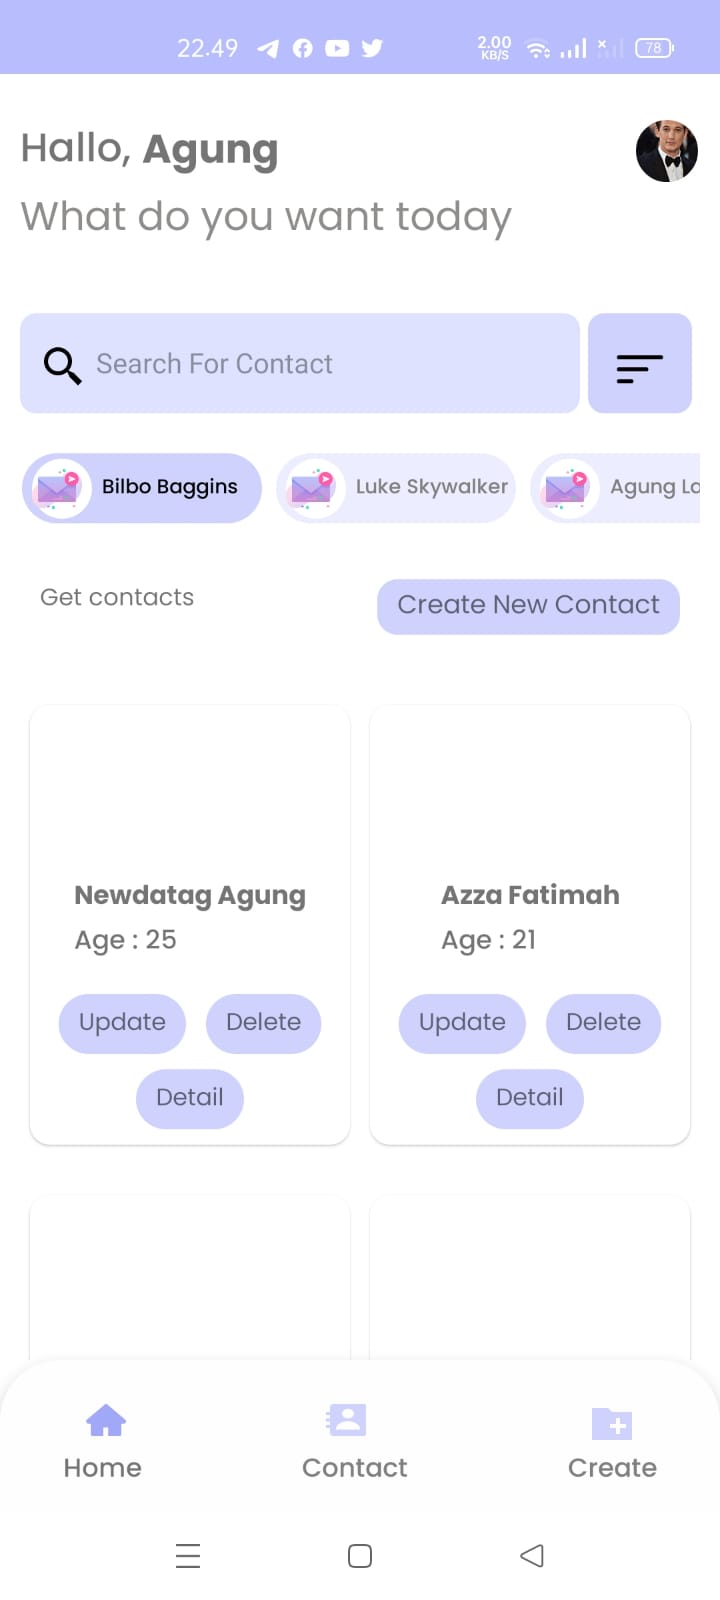 22.49 2.00 KB/S 78
Hallo, Agung
What do you want today
Search For Contact
Bilbo Baggins Luke Skywalker Agung La
Get contacts Create New Contact
Newdatag Agung Azza Fatimah
Age : 25 Age : 21
Update Delete Update Delete
Detail Detail
Home Contact Create